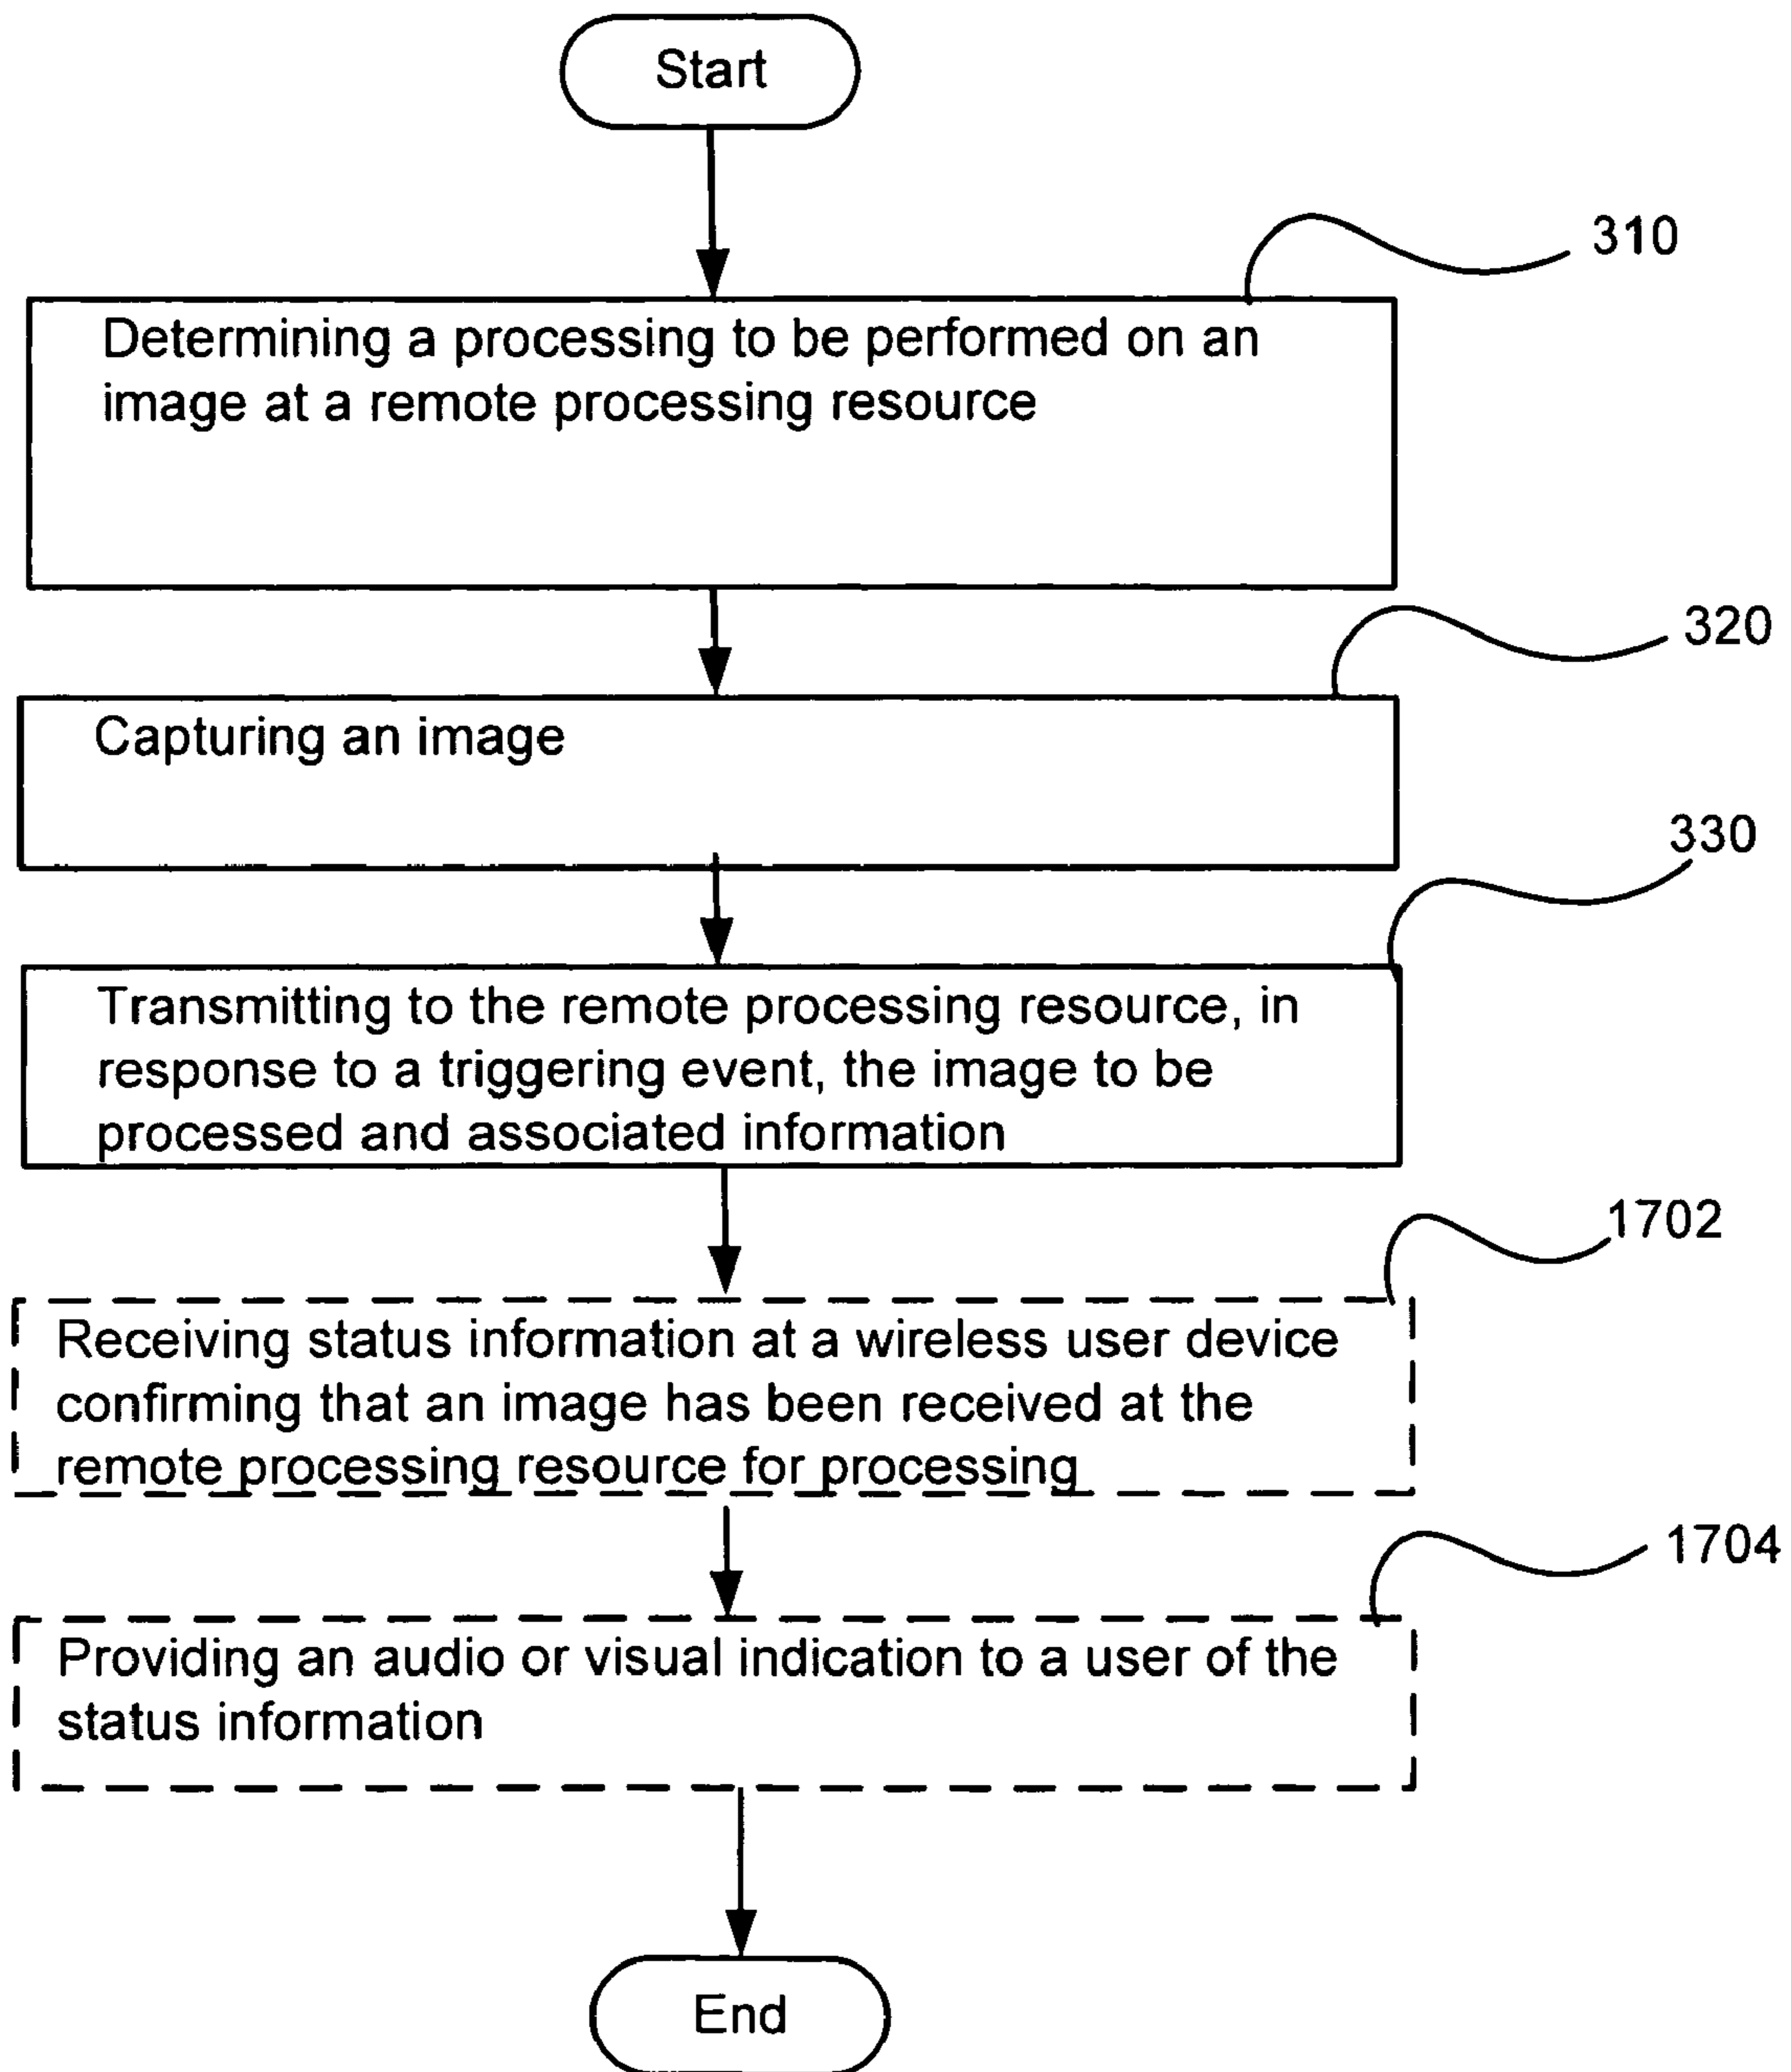 Start
310
Determining a processing to be performed on an
image at a remote processing resource
320
Capturing an image
330
Transmitting to the remote processing resource, in
response to a triggering event, the image to be
processed and associated information
1702
Receiving status information at a wireless user device
confirming that an image has been received at the
remote processing resource for processing
1704
Providing an audio or visual indication to a user of the
status information
End